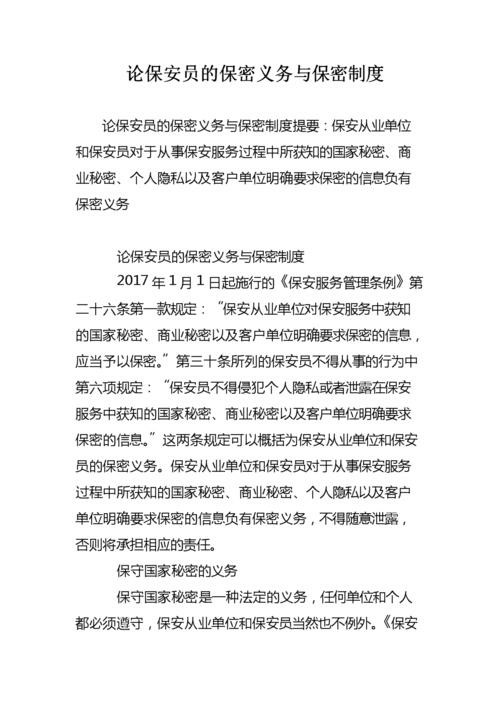 论保安员的保密义务与保密制度
论保安员的保密义务与保密制度提要：保安从业单位
和保安员对于从事保安服务过程中所获知的国家秘密、商
业秘密、个人隐私以及客户单位明确要求保密的信息负有
保密义务
论保安员的保密义务与保密制度
2017 年 1 月 1 日起施行的《保安服务管理条例》第
二十六条第一款规定：“保安从业单位对保安服务中获知
的国家秘密、商业秘密以及客户单位明确要求保密的信息，
应当予以保密。”第三十条所列的保安员不得从事的行为中
第六项规定：“保安员不得侵犯个人隐私或者泄露在保安
服务中获知的国家秘密、商业秘密以及客户单位明确要求
保密的信息。”这两条规定可以概括为保安从业单位和保安
员的保密义务。保安从业单位和保安员对于从事保安服务
过程中所获知的国家秘密、商业秘密、个人隐私以及客户
单位明确要求保密的信息负有保密义务，不得随意泄露，
否则将承担相应的责任。
保守国家秘密的义务
保守国家秘密是一种法定的义务，任何单位和个人
都必须遵守，保安从业单位和保安员当然也不例外。《保安